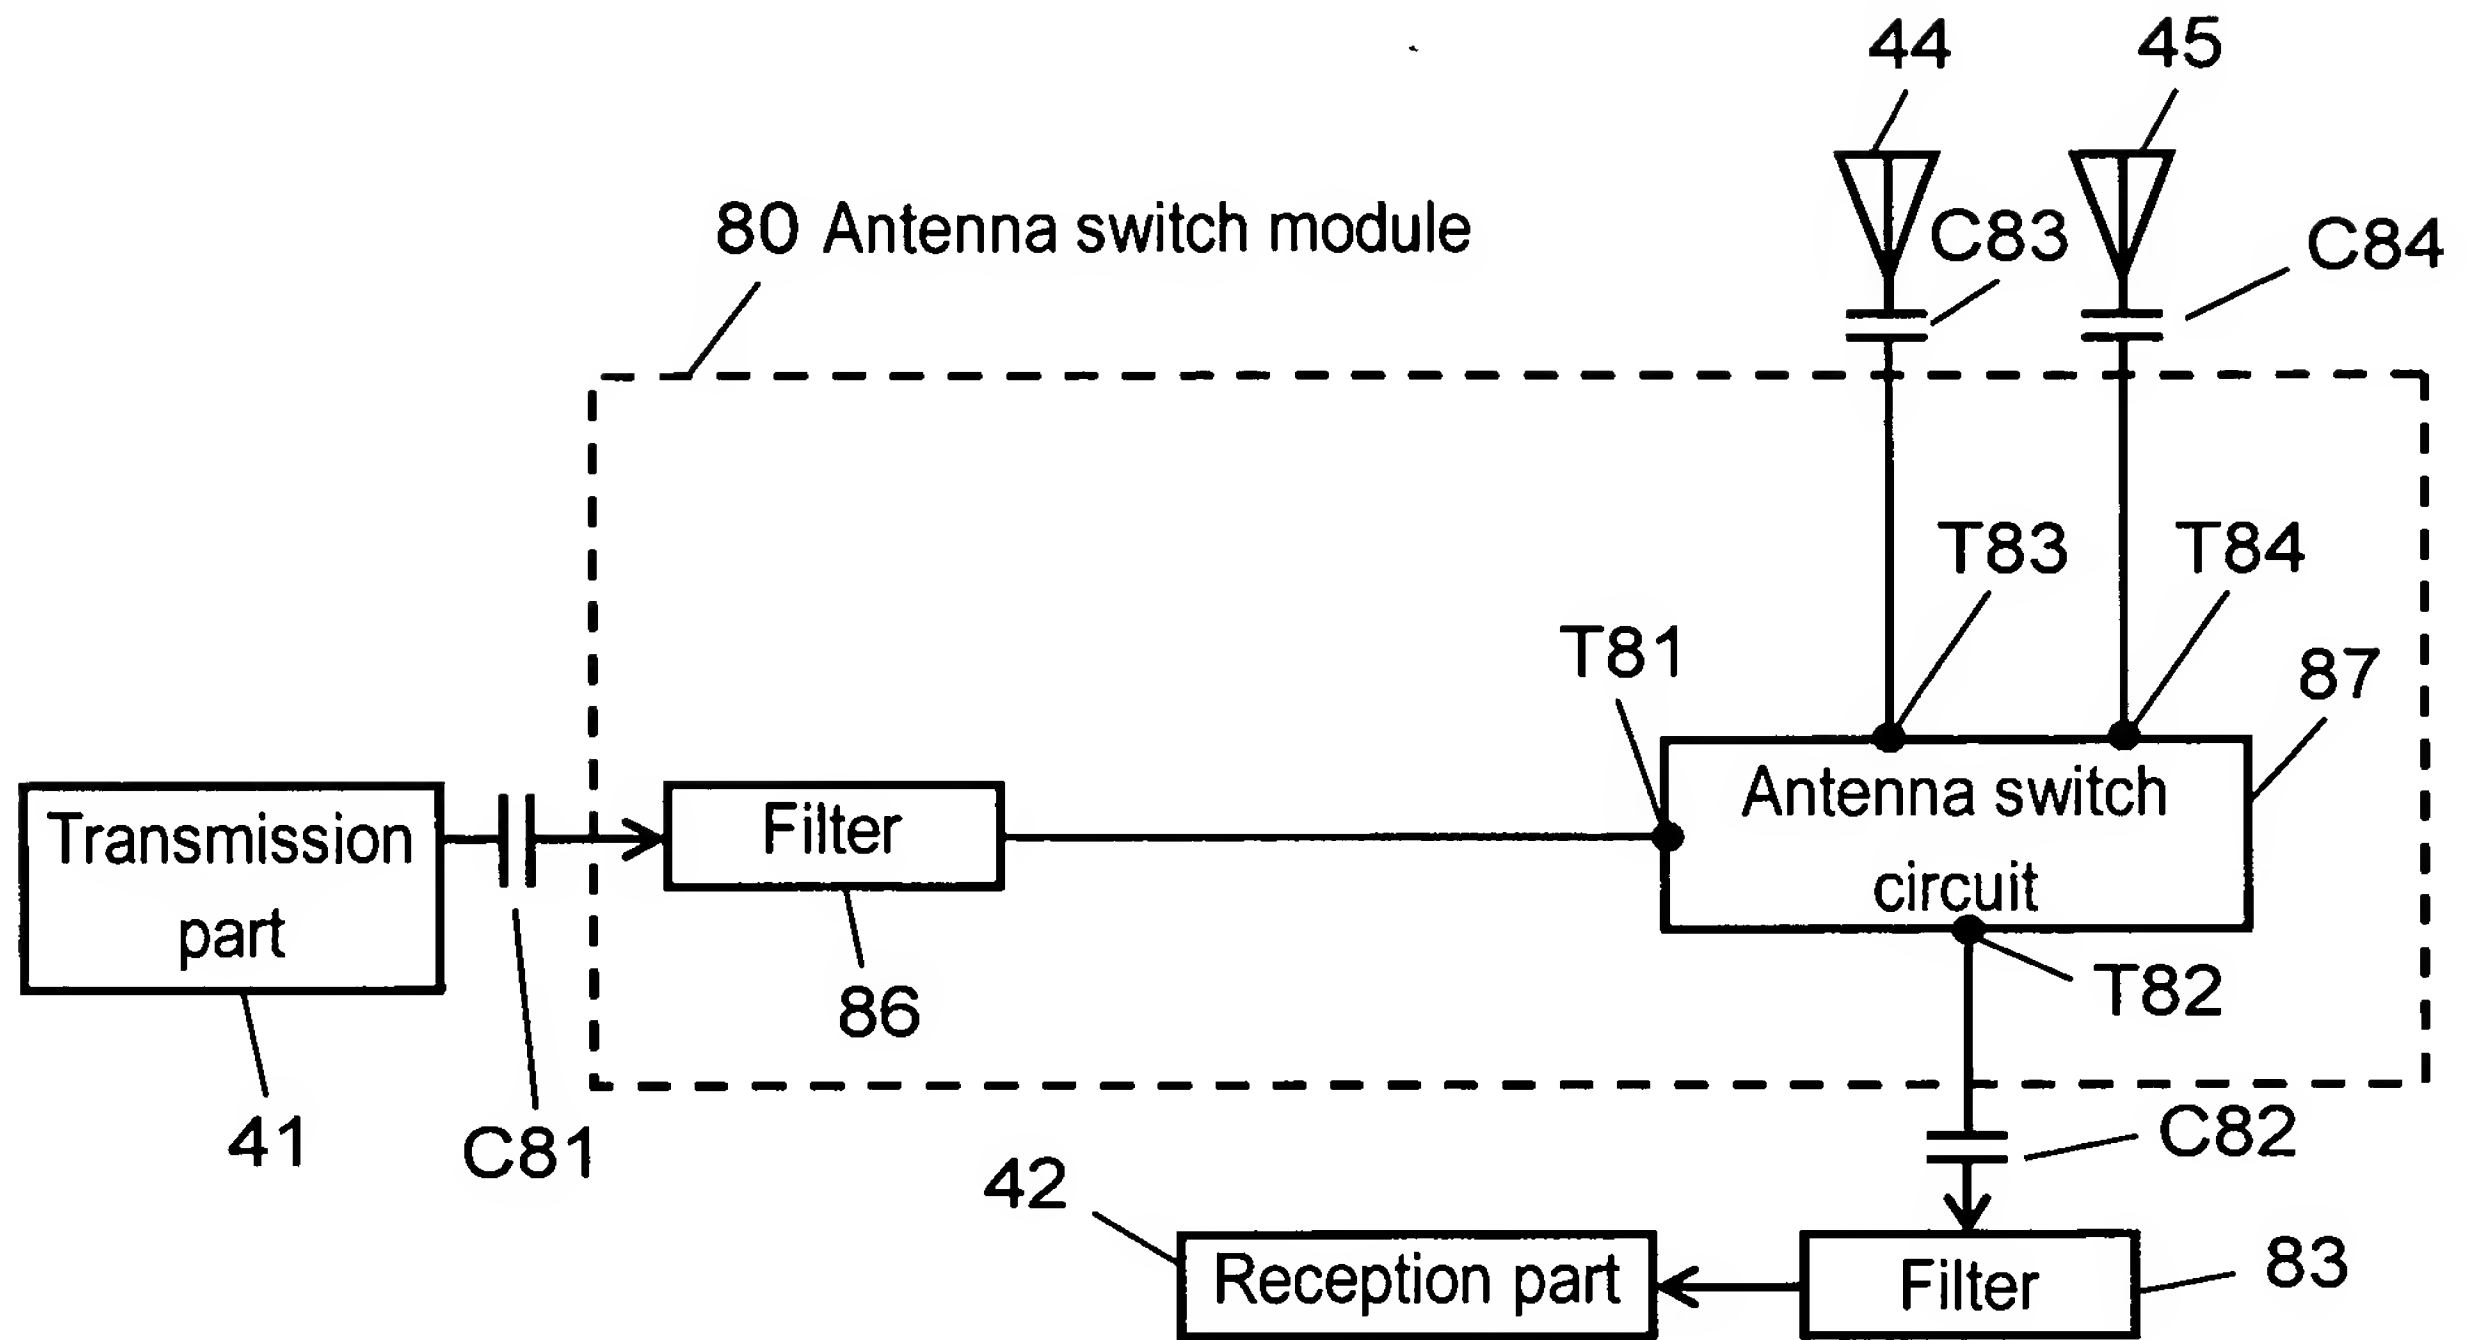 44
45
80 Antenna switch module
C83
C84
T83
T84
T81
87
Transmission
part
Filter
Antenna switch
circuit
86
T82
41
C81
C82
42
Reception part
Filter
83